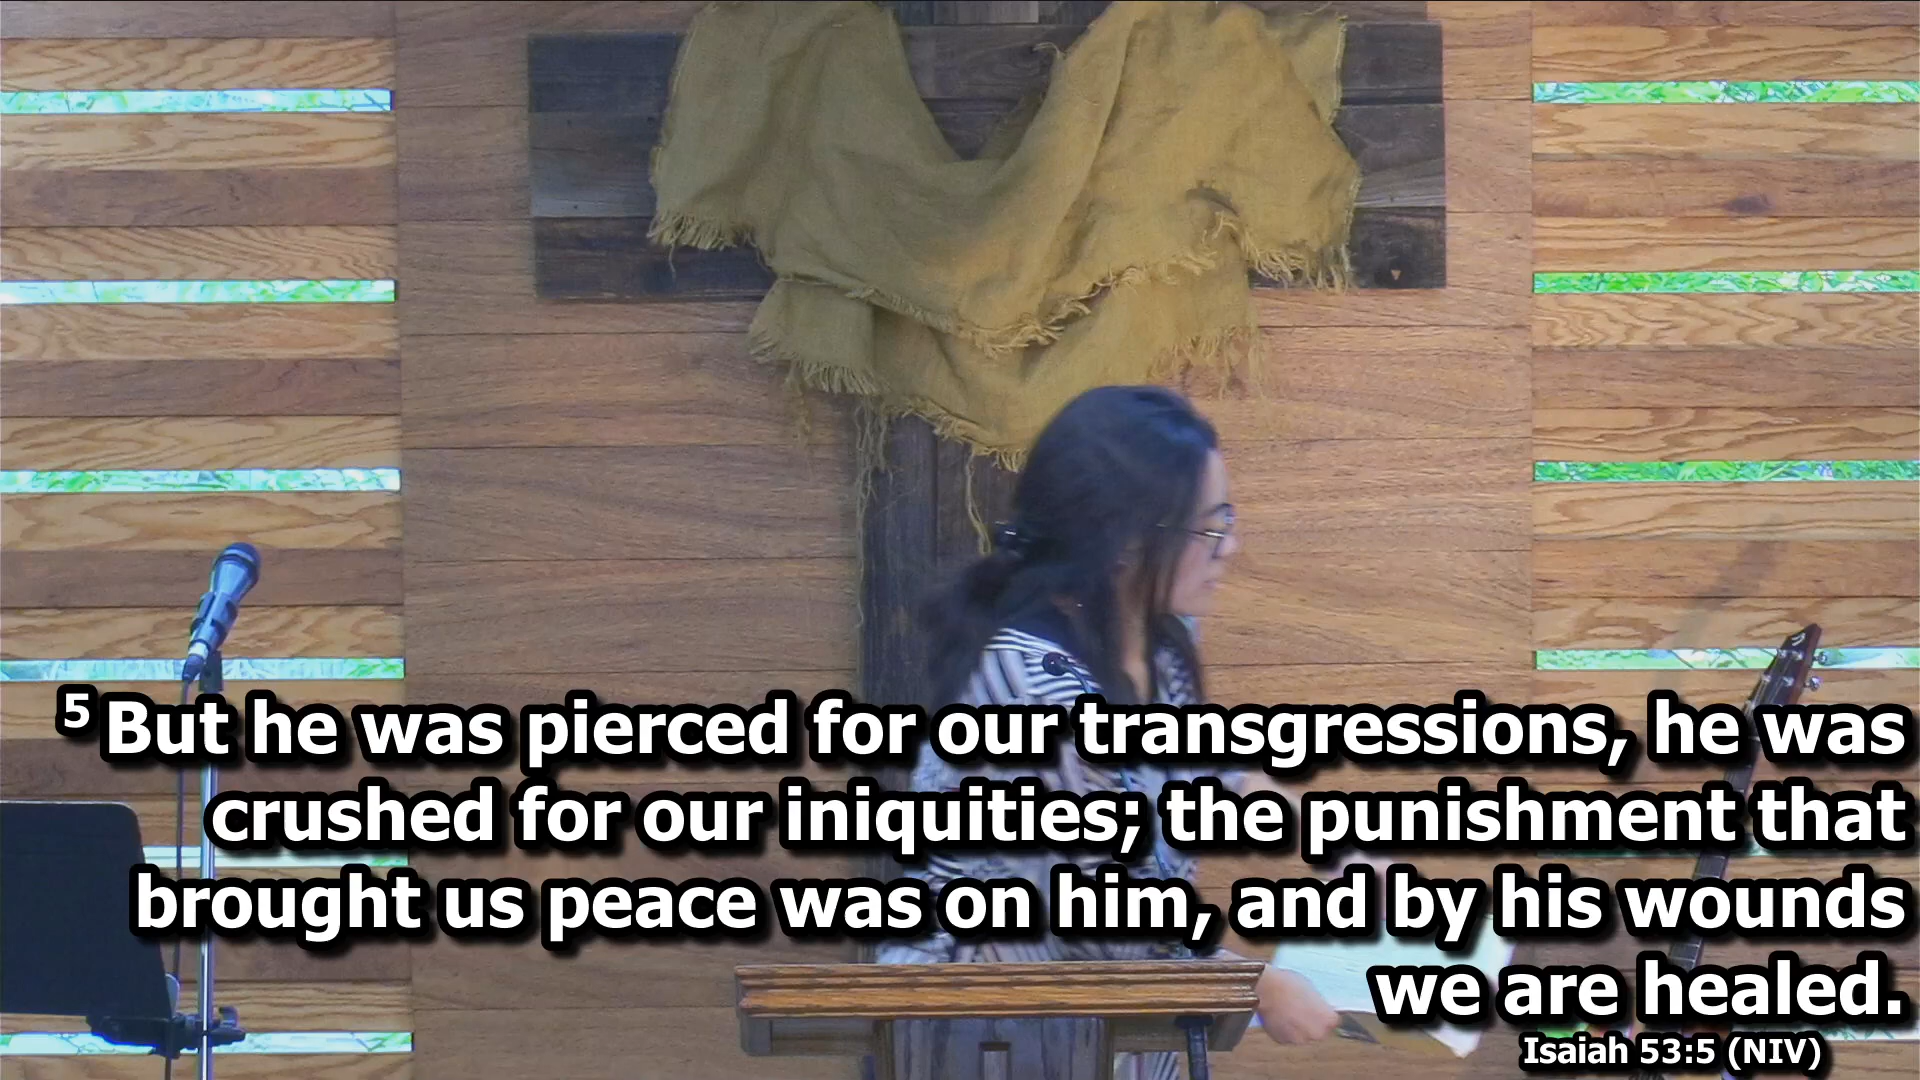 5 But he was pierced for our transgressions, he was
crushed for our iniquities; the punishment that
brought us peace was on him, and by his wounds
we are healed.
Isaiah 53:5 (NIV)